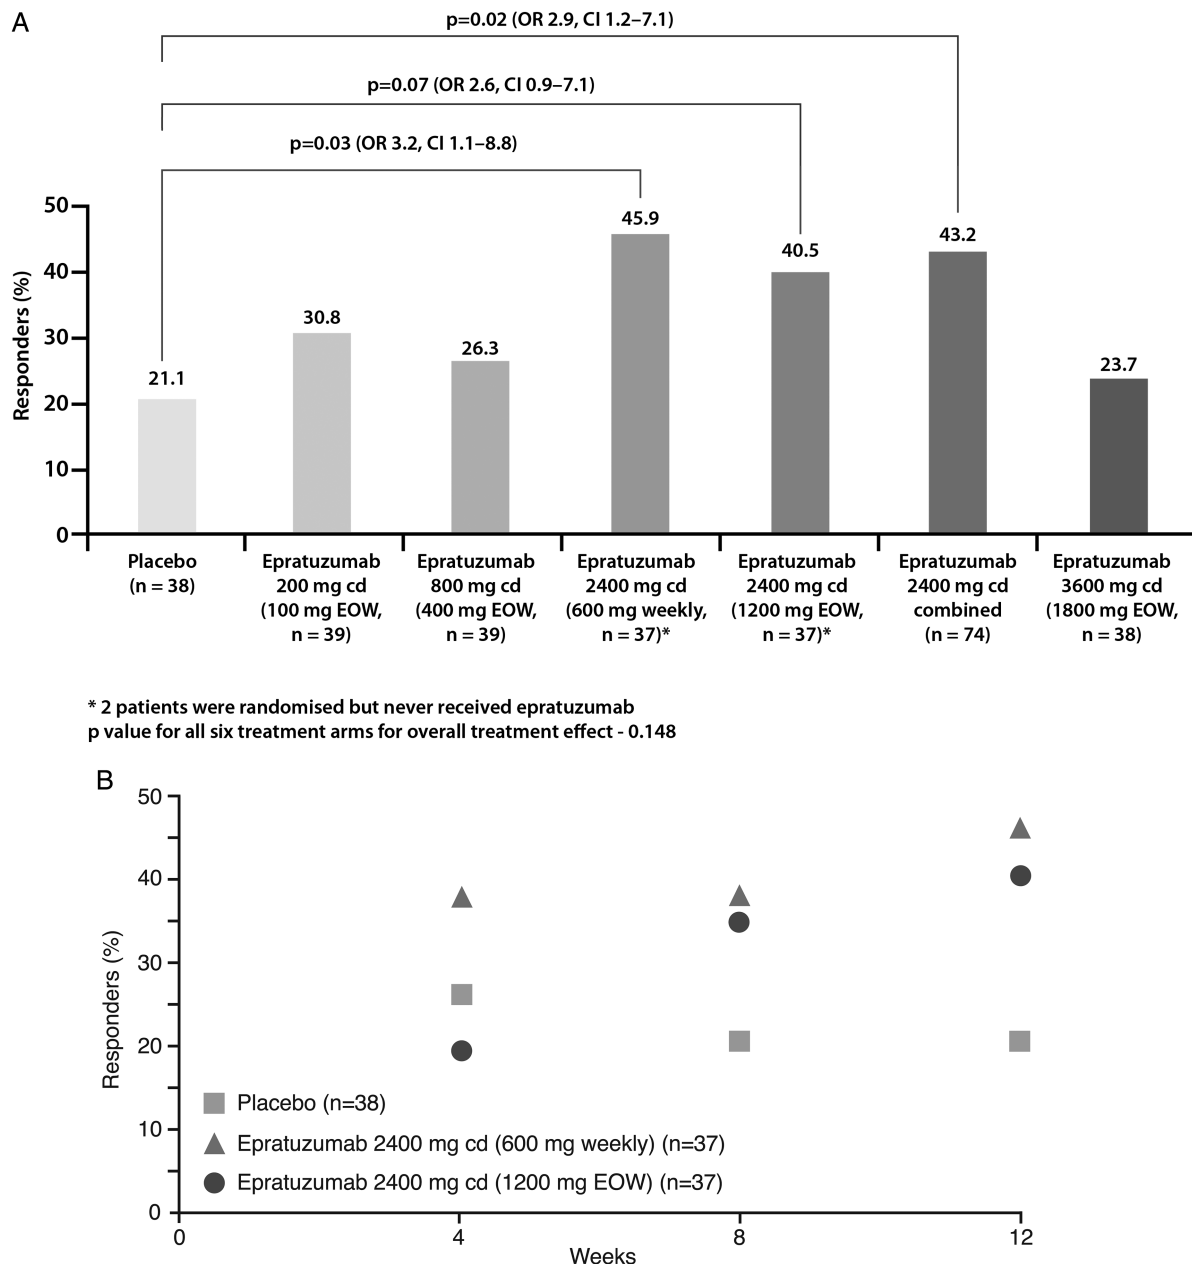 A
p=0.02 (OR 2.9, CI 1.2–7.1)
p=0.07 (OR 2.6, CI 0.9–7.1)
p=0.03 (OR 3.2, CI 1.1–8.8)
Responders (%)
50
40
30
20
10
0
21.1
30.8
26.3
45.9
40.5
43.2
23.7
Placebo
(n = 38)
Epratuzumab
200 mg cd
(100 mg EOW,
n = 39)
Epratuzumab
800 mg cd
(400 mg EOW,
n = 39)
Epratuzumab
2400 mg cd
(600 mg weekly,
n = 37)*
Epratuzumab
2400 mg cd
(1200 mg EOW,
n = 37)*
Epratuzumab
2400 mg cd
combined
(n = 74)
Epratuzumab
3600 mg cd
(1800 mg EOW,
n = 38)
* 2 patients were randomised but never received epratuzumab
p value for all six treatment arms for overall treatment effect - 0.148
B
Responders (%)
50
40
30
20
10
0
Placebo (n=38)
Epratuzumab 2400 mg cd (600 mg weekly) (n=37)
Epratuzumab 2400 mg cd (1200 mg EOW) (n=37)
0
4
8
12
Weeks